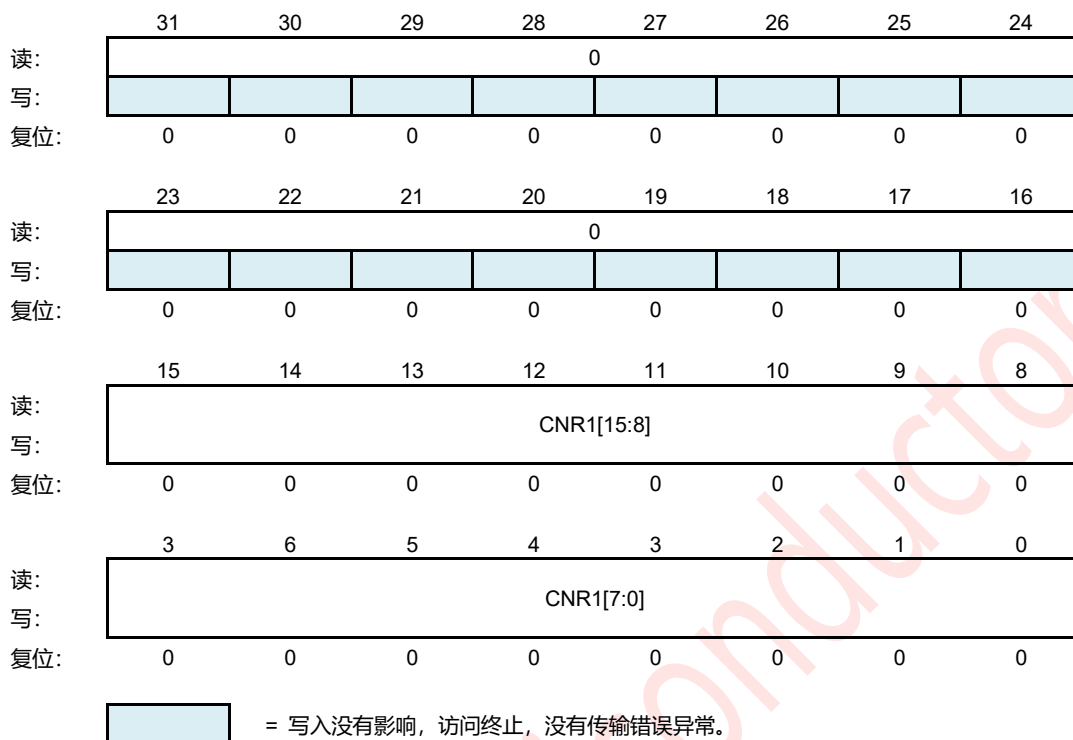 31 30 29 28 27 26 25 24
读: 0
写:
复位: 0 0 0 0 0 0 0 0
23 22 21 20 19 18 17 16
读: 0
写:
复位: 0 0 0 0 0 0 0 0
15 14 13 12 11 10 9 8
读:
CNR1[15:8]
写:
复位: 0 0 0 0 0 0 0 0
3 6 5 4 3 2 1 0
读:
CNR1[7:0]
写:
复位: 0 0 0 0 0 0 0 0
= 写入没有影响，访问终止，没有传输错误异常。
onductor